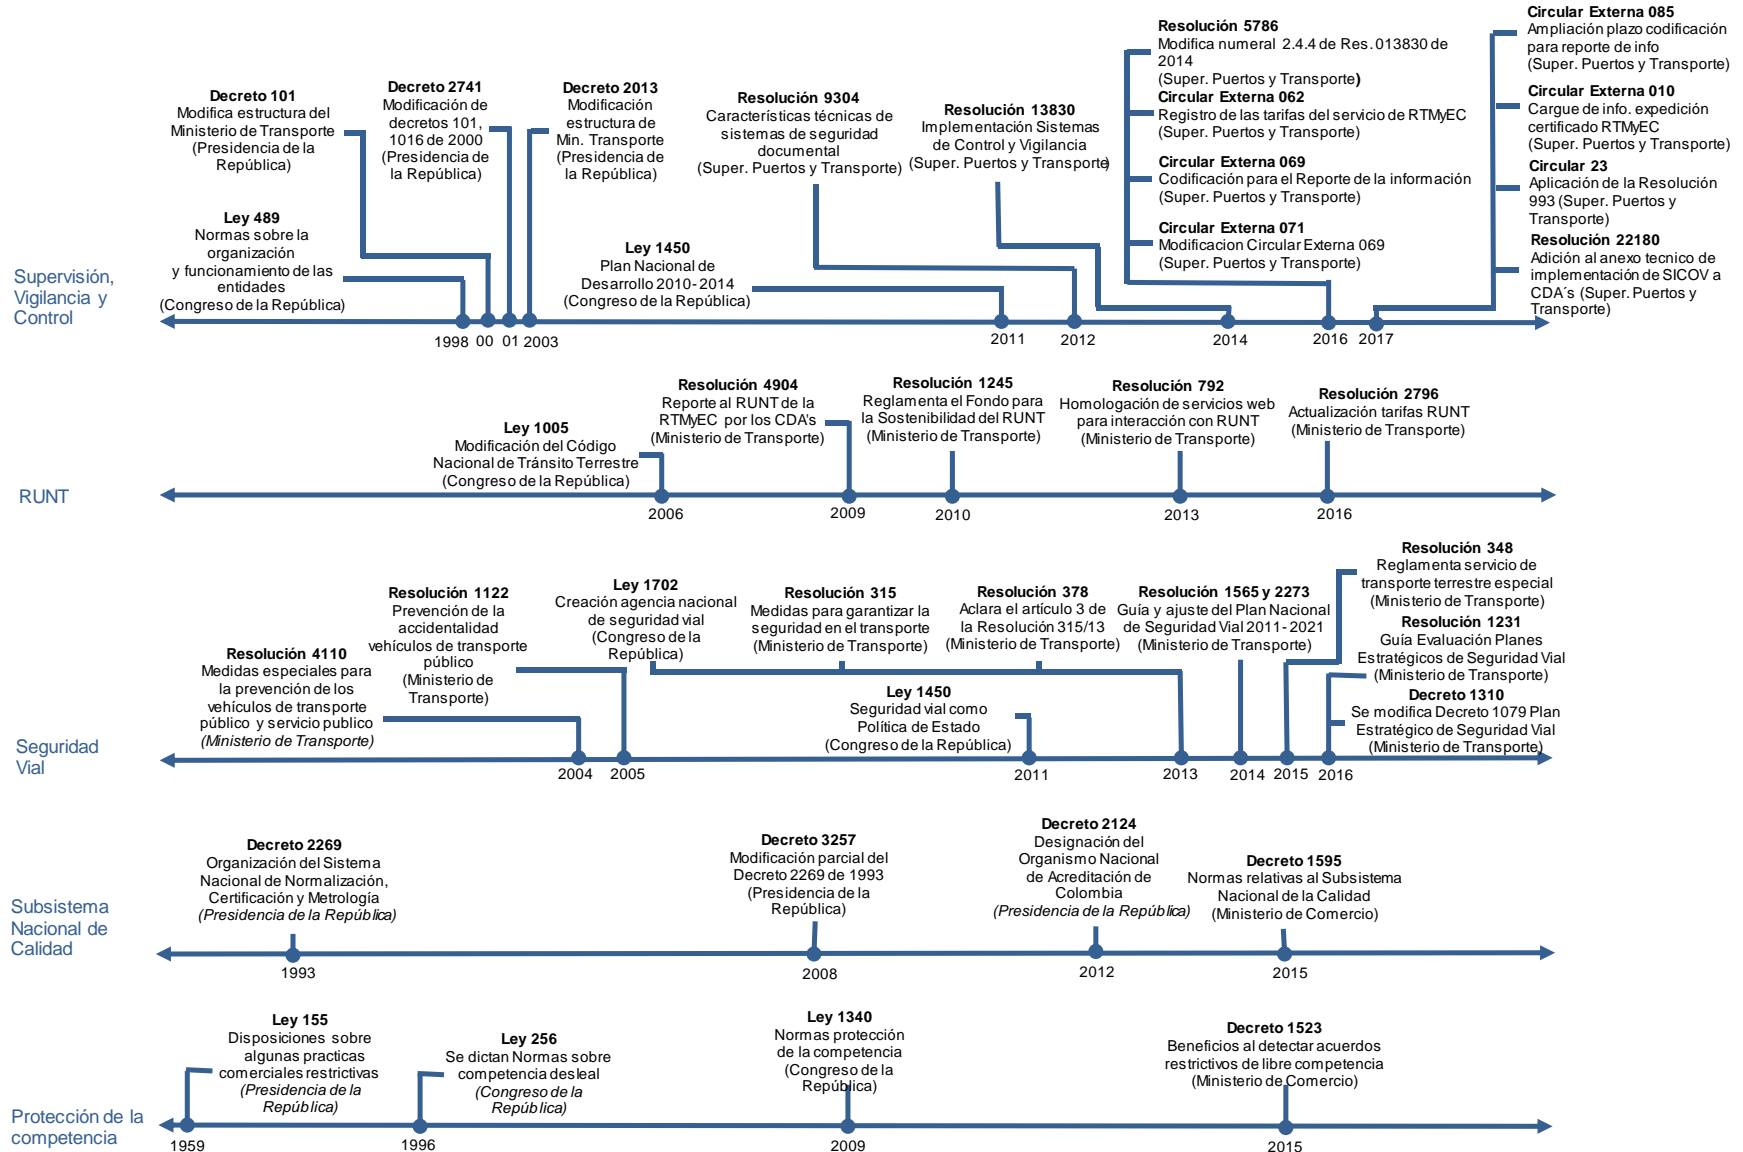 Supervisión,
Vigilancia y
Control
Decreto 101
Modifica estructura del
Ministerio de Transporte
(Presidencia de la
República)
Ley 489
Normas sobre la
organización
y funcionamiento de las
entidades
(Congreso de la República)
Decreto 2741
Modificación de
decretos 101,
1016 de 2000
(Presidencia de
la República)
Decreto 2013
Modificación
estructura de
Min. Transporte
(Presidencia de
la República)
Ley 1450
Plan Nacional de
Desarrollo 2010-2014
(Congreso de la República)
Resolución 9304
Características técnicas de
sistemas de seguridad
documental
(Super. Puertos y Transporte)
Resolución 13830
Implementación Sistemas
de Control y Vigilancia
(Super. Puertos y Transporte)
Resolución 5786
Modifica numeral 2.4.4 de Res. 013830 de
2014
(Super. Puertos y Transporte)
Circular Externa 062
Registro de las tarifas del servicio de RTMyEC
(Super. Puertos y Transporte)
Circular Externa 069
Codificación para el Reporte de la información
(Super. Puertos y Transporte)
Circular Externa 071
Modificacion Circular Externa 069
(Super. Puertos y Transporte)
Circular Externa 085
Ampliación plazo codificación
para reporte de info
(Super. Puertos y Transporte)
Circular Externa 010
Cargue de info. expedición
certificado RTMyEC
(Super. Puertos y Transporte)
Circular 23
Aplicación de la Resolución
993 (Super. Puertos y
Transporte)
Resolución 22180
Adición al anexo tecnico de
implementación de SICOV a
CDA´s (Super. Puertos y
Transporte)
1998 00 01 2003 2011 2012 2014 2016 2017
RUNT
Ley 1005
Modificación del Código
Nacional de Tránsito Terrestre
(Congreso de la República)
Resolución 4904
Reporte al RUNT de la
RTMyEC por los CDA's
(Ministerio de Transporte)
Resolución 1245
Reglamenta el Fondo para
la Sostenibilidad del RUNT
(Ministerio de Transporte)
Resolución 792
Homologación de servicios web
para interacción con RUNT
(Ministerio de Transporte)
Resolución 2796
Actualización tarifas RUNT
(Ministerio de Transporte)
2006 2009 2010 2013 2016
Seguridad
Vial
Resolución 4110
Medidas especiales para
la prevención de los
vehículos de transporte
público y servicio publico
(Ministerio de Transporte)
Resolución 1122
Prevención de la
accidentalidad
vehículos de transporte
público
(Ministerio de
Transporte)
Ley 1702
Creación agencia nacional
de seguridad vial
(Congreso de la
República)
Resolución 315
Medidas para garantizar la
seguridad en el transporte
(Ministerio de Transporte)
Ley 1450
Seguridad vial como
Política de Estado
(Congreso de la República)
Resolución 378
Aclara el artículo 3 de
la Resolución 315/13
(Ministerio de Transporte)
Resolución 1565 y 2273
Guía y ajuste del Plan Nacional
de Seguridad Vial 2011-2021
(Ministerio de Transporte)
Resolución 348
Reglamenta servicio de
transporte terrestre especial
(Ministerio de Transporte)
Resolución 1231
Guía Evaluación Planes
Estratégicos de Seguridad Vial
(Ministerio de Transporte)
Decreto 1310
Se modifica Decreto 1079 Plan
Estratégico de Seguridad Vial
(Ministerio de Transporte)
2004 2005 2011 2013 2014 2015 2016
Subsistema
Nacional de
Calidad
Decreto 2269
Organización del Sistema
Nacional de Normalización,
Certificación y Metrología
(Presidencia de la República)
Decreto 3257
Modificación parcial del
Decreto 2269 de 1993
(Presidencia de la
República)
Decreto 2124
Designación del
Organismo Nacional
de Acreditación de
Colombia
(Presidencia de la República)
Decreto 1595
Normas relativas al Subsistema
Nacional de la Calidad
(Ministerio de Comercio)
1993 2008 2012 2015
Protección de la
competencia
Ley 155
Disposiciones sobre
algunas practicas
comerciales restrictivas
(Presidencia de la
República)
Ley 256
Se dictan Normas sobre
competencia desleal
(Congreso de la
República)
Ley 1340
Normas protección
de la competencia
(Congreso de la
República)
Decreto 1523
Beneficios al detectar acuerdos
restrictivos de libre competencia
(Ministerio de Comercio)
1959 1996 2009 2015